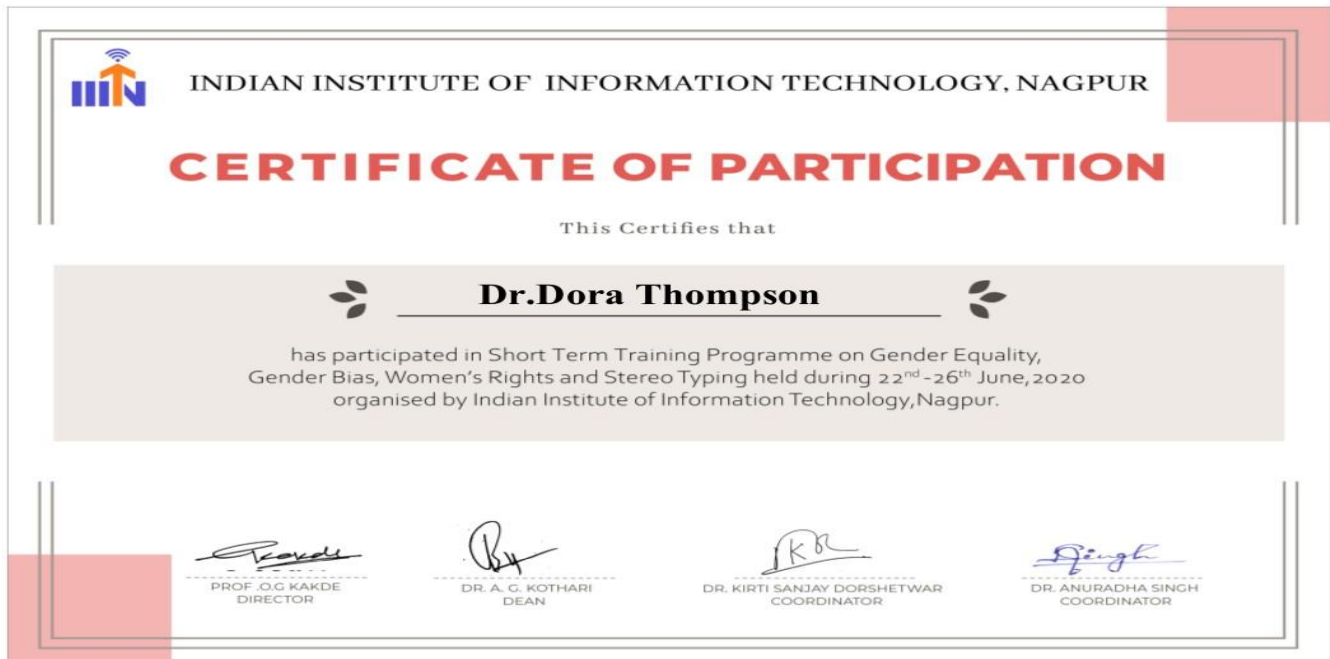 IIITN
INDIAN INSTITUTE OF INFORMATION TECHNOLOGY, NAGPUR
CERTIFICATE OF PARTICIPATION
This Certifies that
Dr.Dora Thompson
has participated in Short Term Training Programme on Gender Equality,
Gender Bias, Women's Rights and Stereo Typing held during 22nd-26th June,2020
organised by Indian Institute of Information Technology,Nagpur.
PROF .O.G KAKDE
DIRECTOR
DR. A. G. KOTHARI
DEAN
DR. KIRTI SANJAY DORSHETWAR
COORDINATOR
DR. ANURADHA SINGH
COORDINATOR